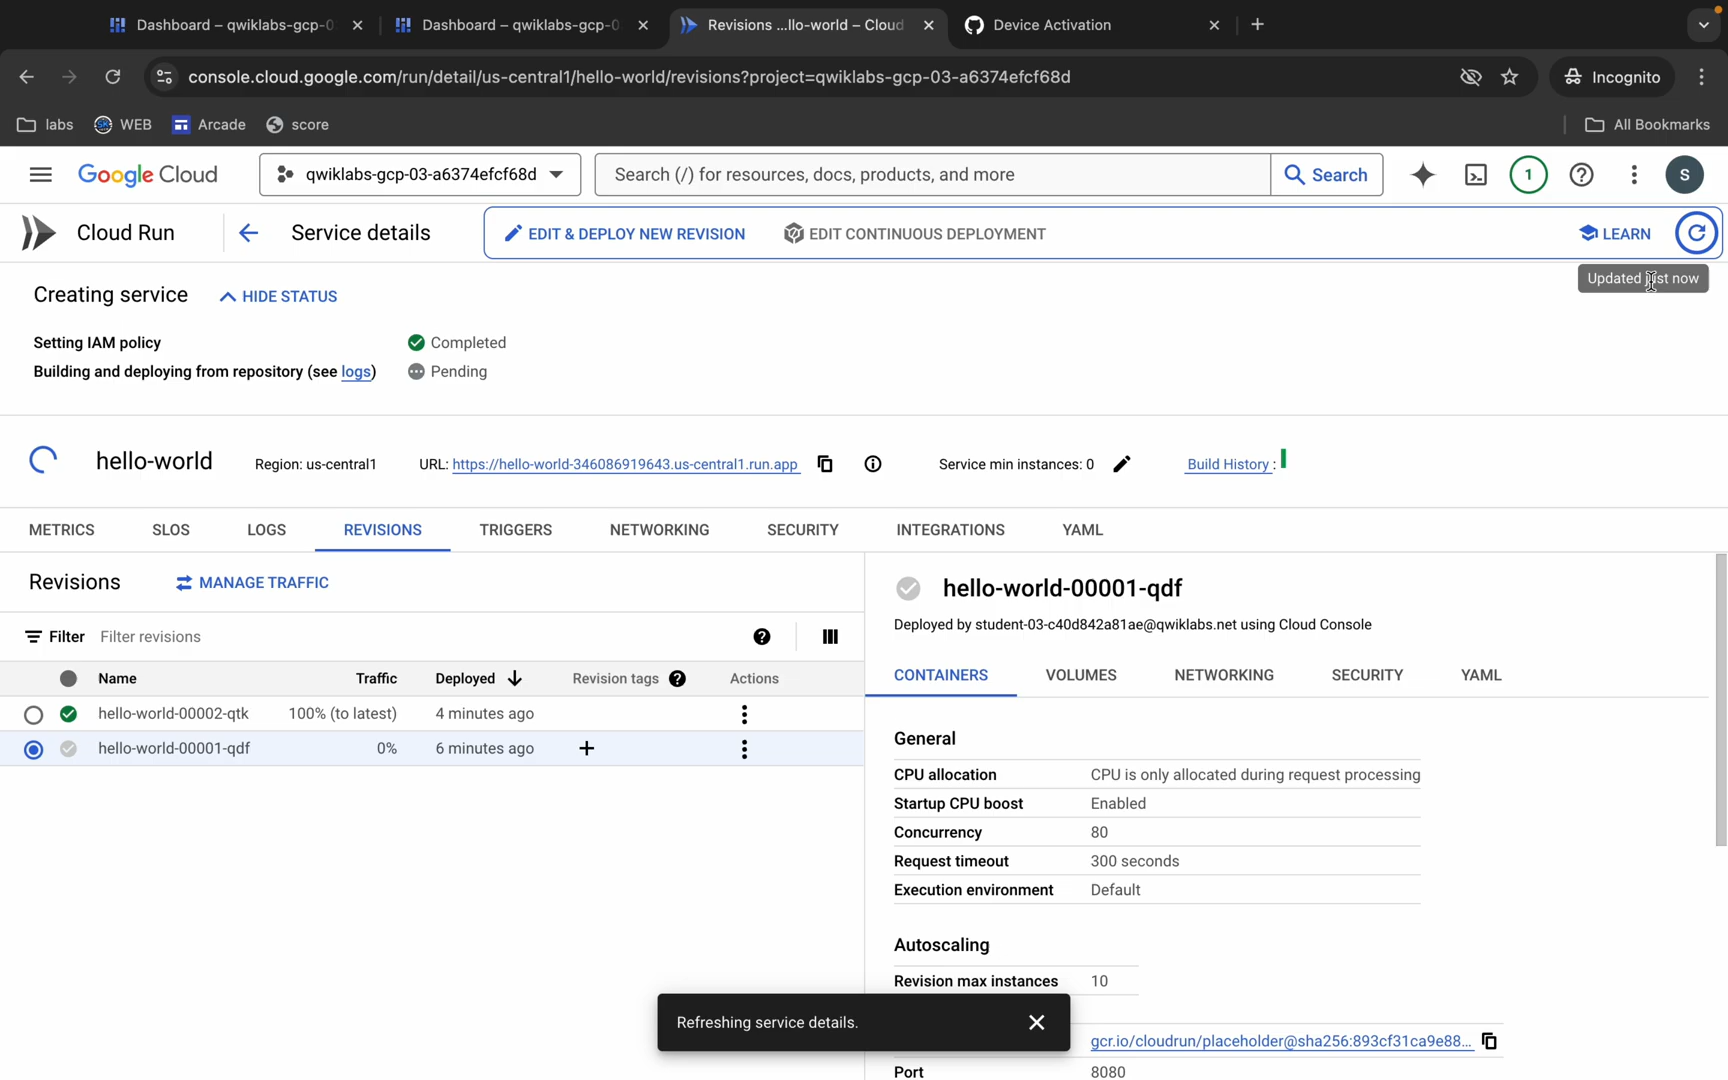 Dashboard – qwiklabs-gcp-0
Dashboard – qwiklabs-gcp-0
Revisions ...llo-world – Cloud
Device Activation
console.cloud.google.com/run/detail/us-central1/hello-world/revisions?project=qwiklabs-gcp-03-a6374efcf68d
Incognito
labs
WEB
Arcade
score
All Bookmarks
Google Cloud
qwiklabs-gcp-03-a6374efcf68d
Search (/) for resources, docs, products, and more
Search
1
S
Cloud Run
Service details
EDIT & DEPLOY NEW REVISION
EDIT CONTINUOUS DEPLOYMENT
LEARN
Updated just now
Creating service
HIDE STATUS
Setting IAM policy
Completed
Building and deploying from repository (see logs)
Pending
hello-world
Region: us-central1
URL: https://hello-world-346086919643.us-central1.run.app
Service min instances: 0
Build History :
METRICS
SLOS
LOGS
REVISIONS
TRIGGERS
NETWORKING
SECURITY
INTEGRATIONS
YAML
Revisions
MANAGE TRAFFIC
Filter
Filter revisions
Name
Traffic
Deployed
Revision tags
Actions
hello-world-00002-qtk
100% (to latest)
4 minutes ago
hello-world-00001-qdf
0%
6 minutes ago
hello-world-00001-qdf
Deployed by student-03-c40d842a81ae@qwiklabs.net using Cloud Console
CONTAINERS
VOLUMES
NETWORKING
SECURITY
YAML
General
CPU allocation
CPU is only allocated during request processing
Startup CPU boost
Enabled
Concurrency
80
Request timeout
300 seconds
Execution environment
Default
Autoscaling
Revision max instances
10
Refreshing service details.
gcr.io/cloudrun/placeholder@sha256:893cf31ca9e88...
Port
8080